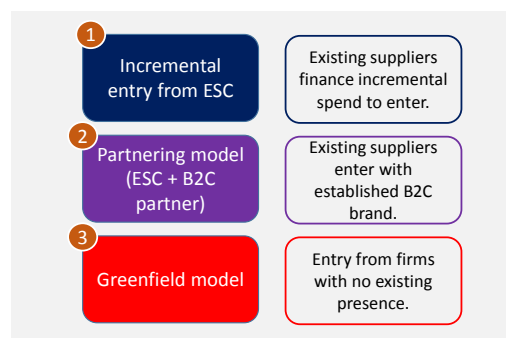 1
Incremental
entry from ESC
Existing suppliers
finance incremental
spend to enter.
2
Partnering model
(ESC + B2C
partner)
Existing suppliers
enter with
established B2C
brand.
3
Greenfield model
Entry from firms
with no existing
presence.